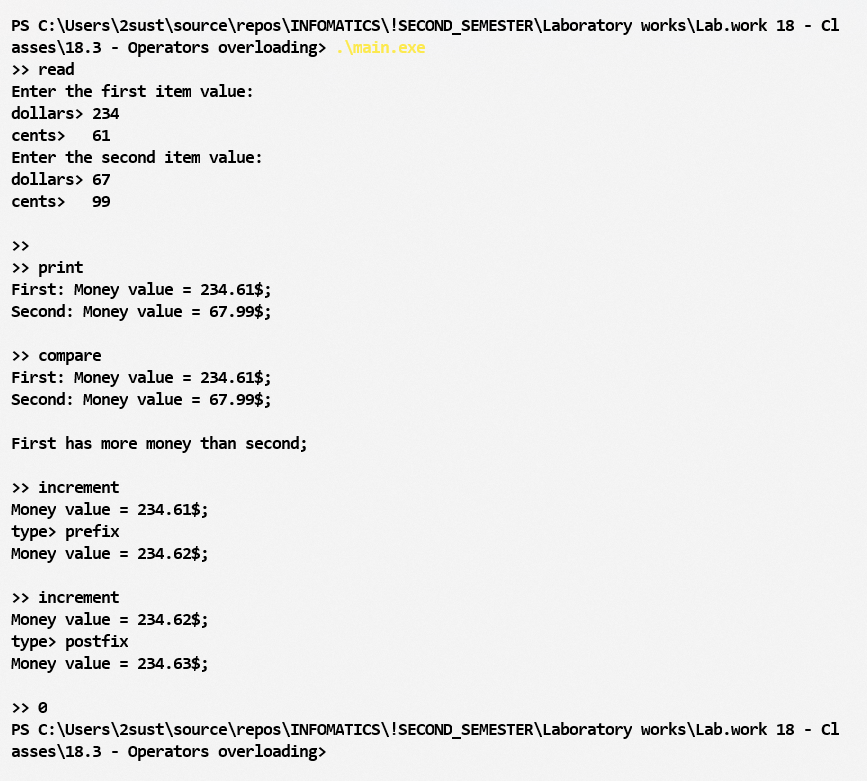 PS C:\Users\2sust\source\repos\INFOMATICS\!SECOND_SEMESTER\Laboratory works\Lab.work 18 - Cl
asses\18.3 - Operators overloading> .\main.exe
>> read
Enter the first item value:
dollars> 234
cents>   61
Enter the second item value:
dollars> 67
cents>   99
>>
>> print
First: Money value = 234.61$;
Second: Money value = 67.99$;
>> compare
First: Money value = 234.61$;
Second: Money value = 67.99$;
First has more money than second;
>> increment
Money value = 234.61$;
type> prefix
Money value = 234.62$;
>> increment
Money value = 234.62$;
type> postfix
Money value = 234.63$;
>> 0
PS C:\Users\2sust\source\repos\INFOMATICS\!SECOND_SEMESTER\Laboratory works\Lab.work 18 - Cl
asses\18.3 - Operators overloading>